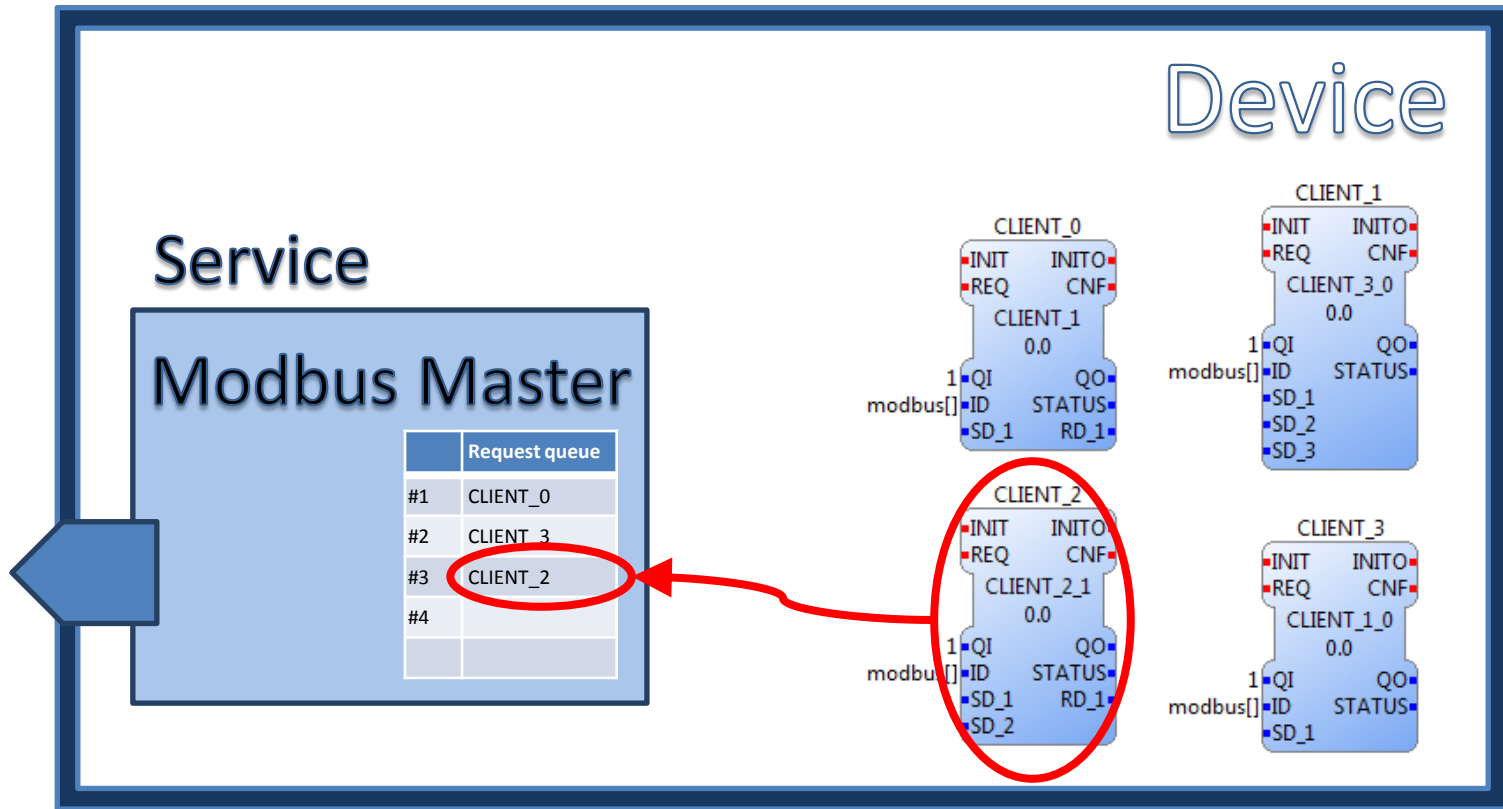 Device
Service
Modbus Master
Request queue
#1 CLIENT_0
#2 CLIENT_3
#3 CLIENT_2
#4
CLIENT_0
INIT INITO
REQ CNF
CLIENT_1
0.0
1 QI QO
modbus[] ID STATUS
SD_1 RD_1
CLIENT_1
INIT INITO
REQ CNF
CLIENT_3_0
0.0
1 QI QO
modbus[] ID STATUS
SD_1
SD_2
SD_3
CLIENT_2
INIT INITO
REQ CNF
CLIENT_2_1
0.0
1 QI QO
modbus[] ID STATUS
SD_1 RD_1
SD_2
CLIENT_3
INIT INITO
REQ CNF
CLIENT_1_0
0.0
1 QI QO
modbus[] ID STATUS
SD_1